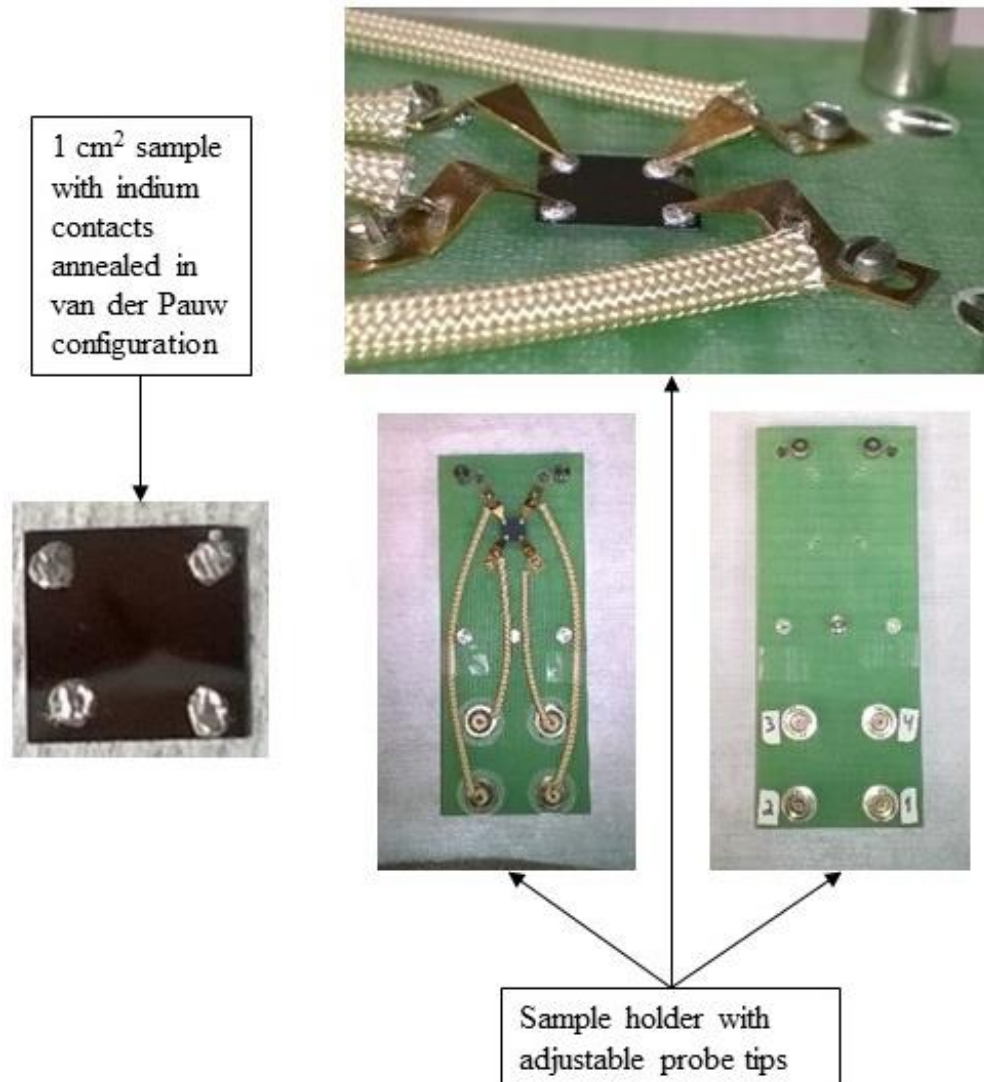 1 cm² sample
with indium
contacts
annealed in
van der Pauw
configuration
3
4
2
1
Sample holder with
adjustable probe tips